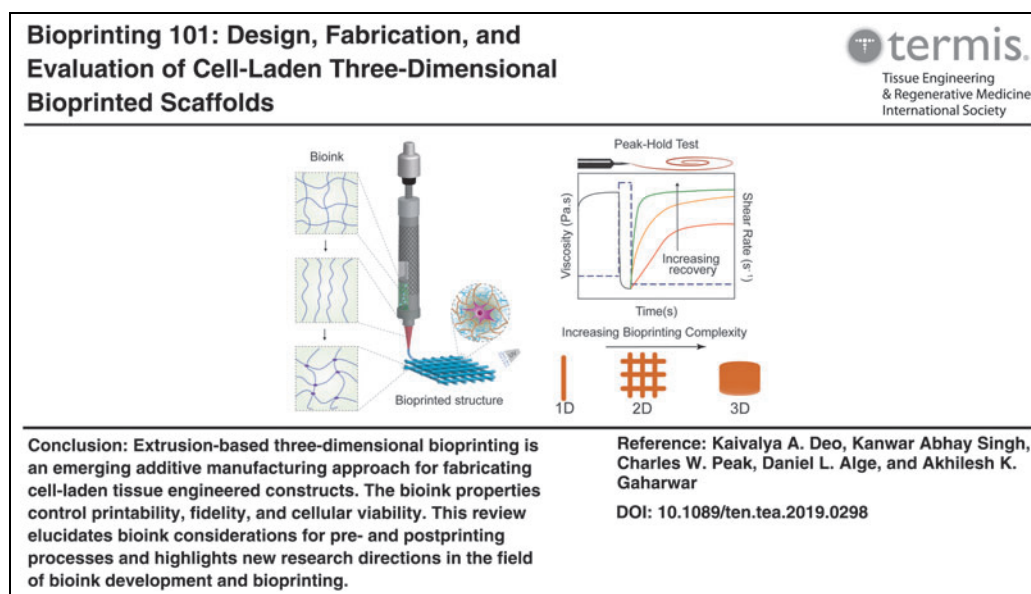 Bioprinting 101: Design, Fabrication, and
Evaluation of Cell-Laden Three-Dimensional
Bioprinted Scaffolds
termis.
Tissue Engineering
& Regenerative Medicine
International Society
Bioink
Bioprinted structure
Peak-Hold Test
Viscosity (Pa.s)
Shear Rate (s⁻¹)
Increasing
recovery
Time(s)
Increasing Bioprinting Complexity
1D
2D
3D
Conclusion: Extrusion-based three-dimensional bioprinting is
an emerging additive manufacturing approach for fabricating
cell-laden tissue engineered constructs. The bioink properties
control printability, fidelity, and cellular viability. This review
elucidates bioink considerations for pre- and postprinting
processes and highlights new research directions in the field
of bioink development and bioprinting.
Reference: Kaivalya A. Deo, Kanwar Abhay Singh,
Charles W. Peak, Daniel L. Alge, and Akhilesh K.
Gaharwar
DOI: 10.1089/ten.tea.2019.0298